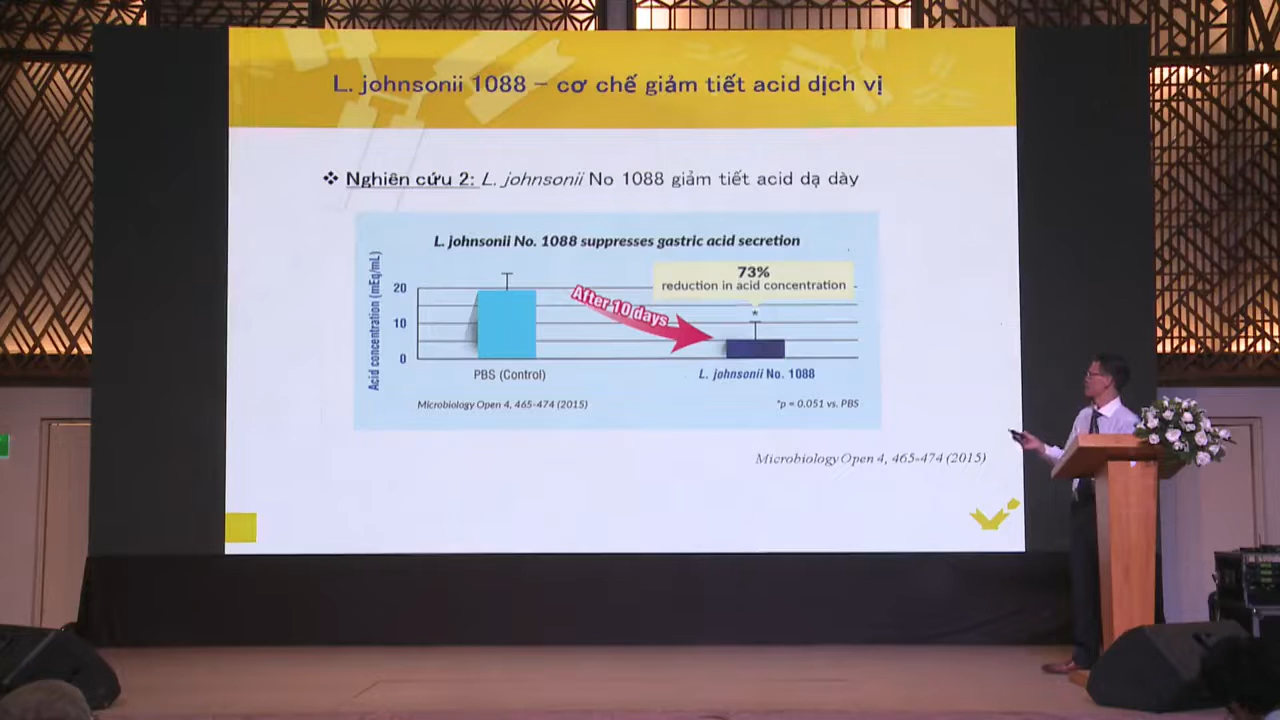 L. johnsonii 1088 – cơ chế giảm tiết acid dịch vị
❖ Nghiên cứu 2: L. johnsonii No 1088 giảm tiết acid dạ dày
L. johnsonii No. 1088 suppresses gastric acid secretion
Acid concentration (mEq/mL)
20
10
0
After 10 days
73%
reduction in acid concentration
*
PBS (Control)
L. johnsonii No. 1088
Microbiology Open 4, 465-474 (2015)
*p = 0.051 vs. PBS
Microbiology Open 4, 465-474 (2015)